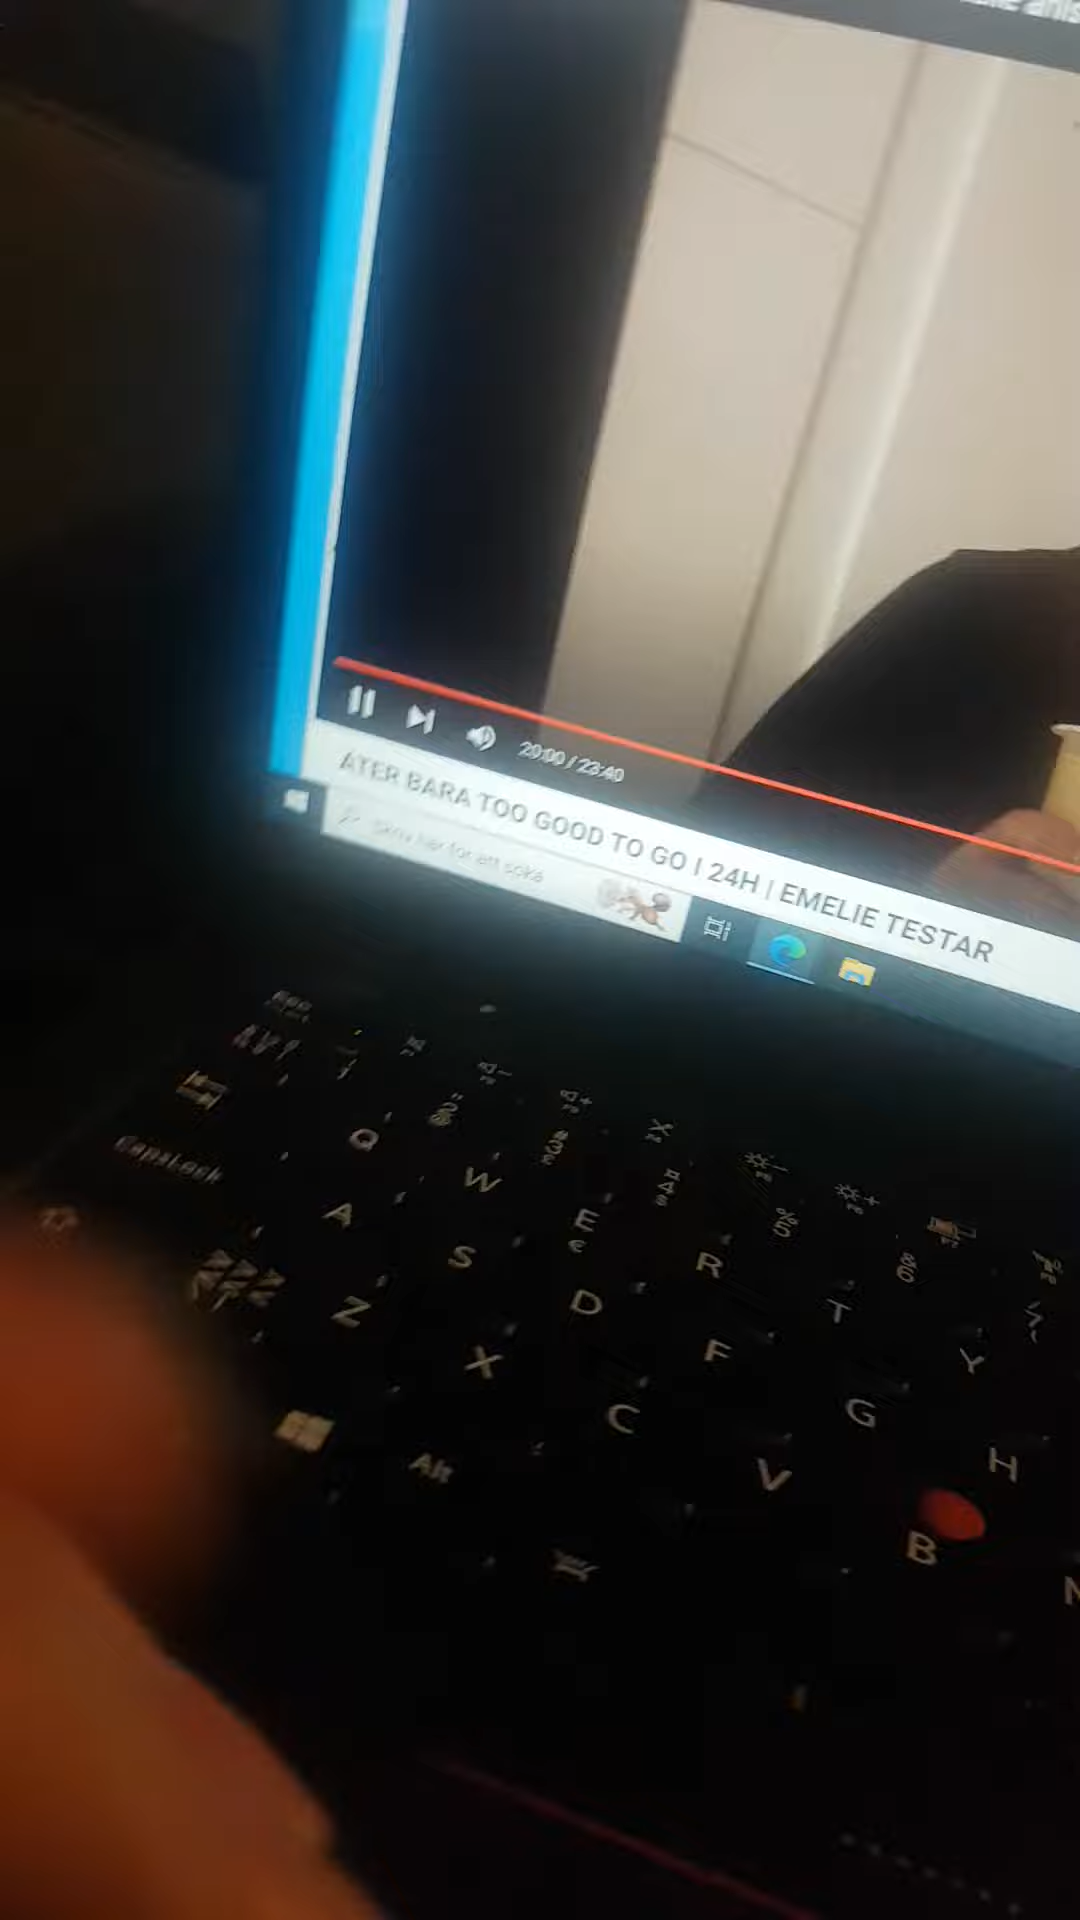 20:00 / 23:40
ÄTER BARA TOO GOOD TO GO I 24H | EMELIE TESTAR
Skriv här för att söka
Esc
Q W E R T Y
CapsLock
A S D F G H
Z X C V B N
Alt